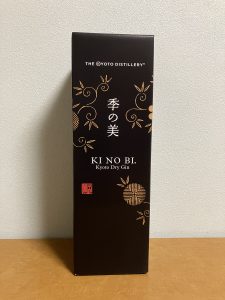 THE KYOTO DISTILLERY
季の美
KI NO BI
Kyoto Dry Gin